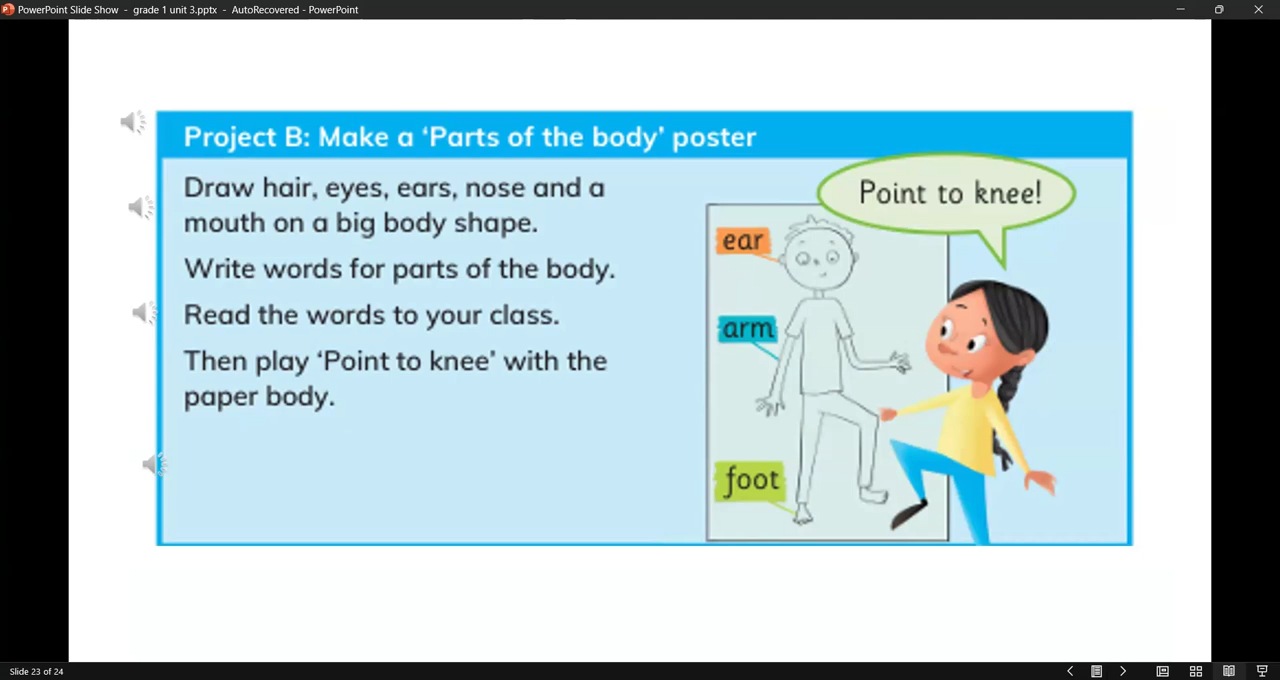 PowerPoint Slide Show - grade 1 unit 3.pptx - AutoRecovered - PowerPoint
Project B: Make a ‘Parts of the body’ poster
Draw hair, eyes, ears, nose and a
mouth on a big body shape.
Write words for parts of the body.
Read the words to your class.
Then play ‘Point to knee’ with the
paper body.
Point to knee!
ear
arm
foot
Slide 23 of 24